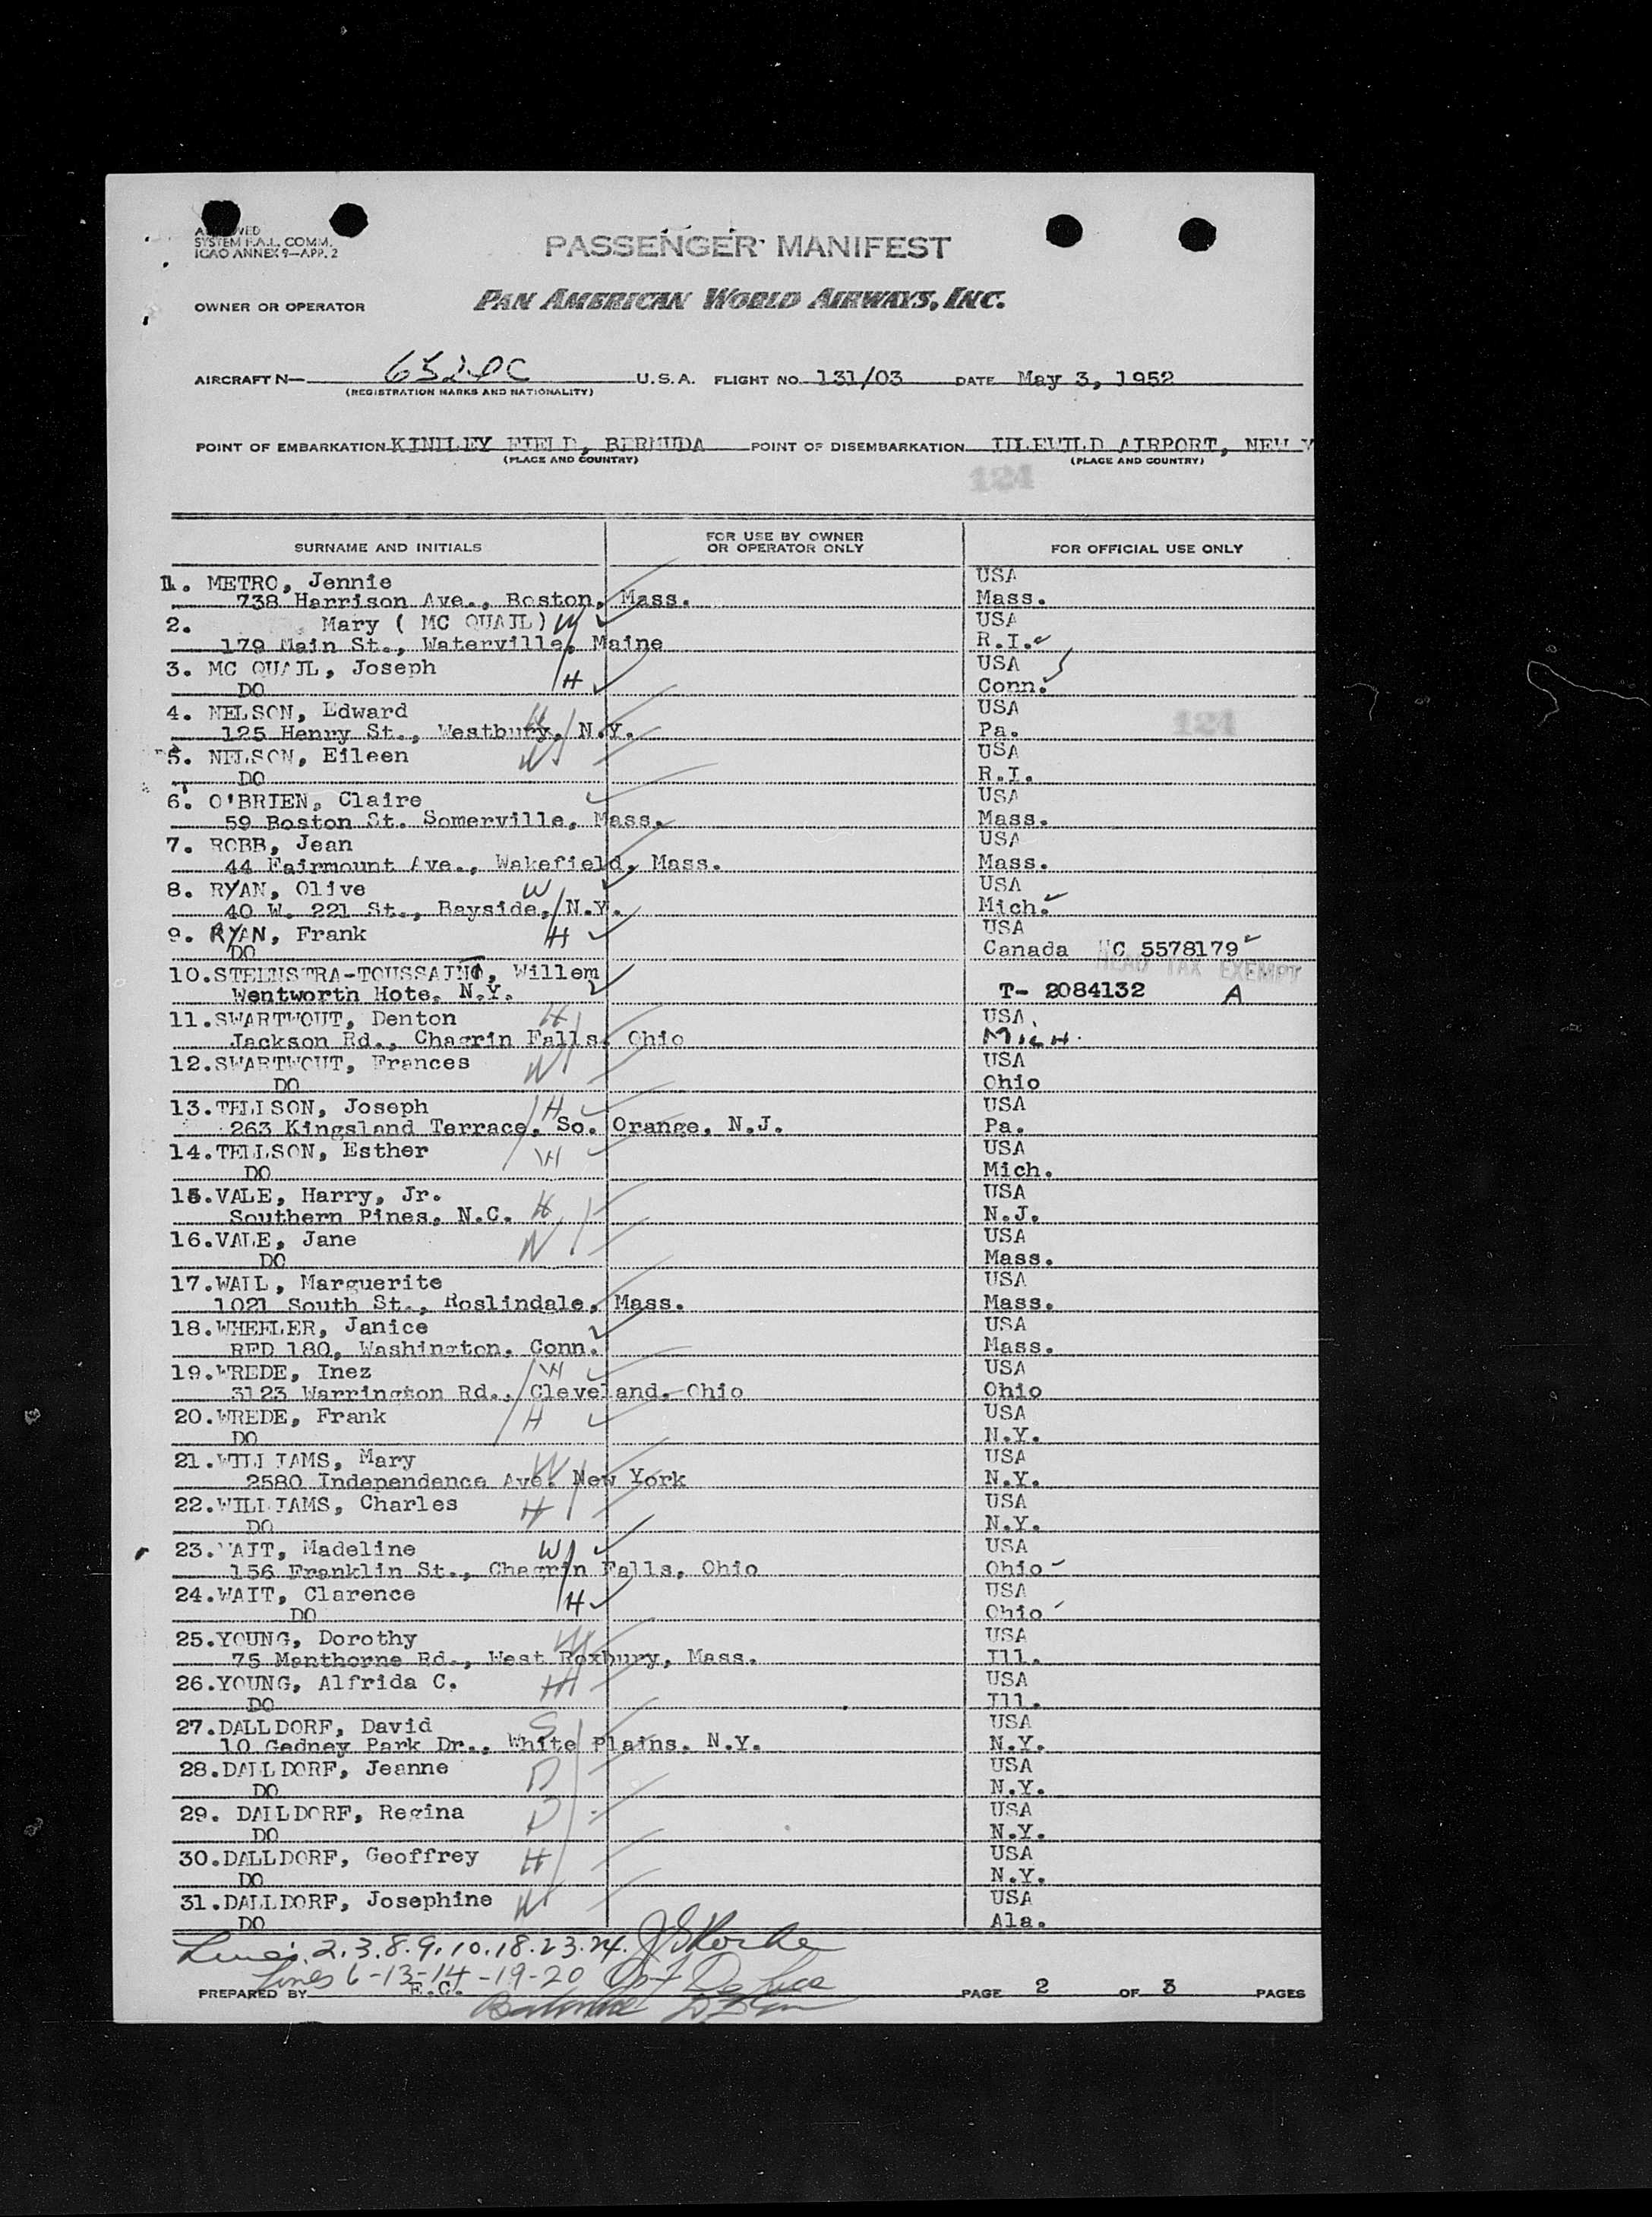 SYSTEM F.A.L. COMM.
ICAO ANNEX 9—APP. 2
PASSENGER MANIFEST
OWNER OR OPERATOR PAN AMERICAN WORLD AIRWAYS, INC.
AIRCRAFT N— U.S.A. FLIGHT NO. 131/03 DATE May 3, 1952
(REGISTRATION MARKS AND NATIONALITY)
POINT OF EMBARKATION KINDLEY FIELD, BERMUDA POINT OF DISEMBARKATION IDLEWILD AIRPORT, NEW Y
(PLACE AND COUNTRY) (PLACE AND COUNTRY)
124
SURNAME AND INITIALS FOR USE BY OWNER OR OPERATOR ONLY FOR OFFICIAL USE ONLY
1. METRO, Jennie USA
738 Harrison Ave., Boston, Mass. Mass.
2. Mary ( MC QUAIL) W USA
179 Main St., Waterville, Maine R.I.
3. MC QUAIL, Joseph H USA
DO Conn.
4. NELSON, Edward H USA
125 Henry St., Westbury, N.Y. Pa. 124
5. NELSON, Eileen W USA
DO R.I.
6. O'BRIEN, Claire USA
59 Boston St. Somerville, Mass. Mass.
7. ROBB, Jean USA
44 Fairmount Ave., Wakefield, Mass. Mass.
8. RYAN, Olive W USA
40 W. 221 St., Bayside, N.Y. Mich.
9. RYAN, Frank H USA
DO Canada NC 5578179
10.STEENSTRA-TOUSSAINT, Willem HEAD TAX EXEMPT
Wentworth Hote, N.Y. T- 2084132 A
11.SWARTWOUT, Denton H USA
Jackson Rd., Chagrin Falls, Ohio Mich.
12.SWARTWOUT, Frances W USA
DO Ohio
13.TELLSON, Joseph H USA
263 Kingsland Terrace, So. Orange, N.J. Pa.
14.TELLSON, Esther W USA
DO Mich.
15.VALE, Harry, Jr. USA
Southern Pines, N.C. H N.J.
16.VALE, Jane W USA
DO Mass.
17.WAIL, Marguerite USA
1021 South St., Roslindale, Mass. Mass.
18.WHEELER, Janice USA
RFD 180, Washington, Conn. Mass.
19.WREDE, Inez W USA
3123 Warrington Rd., Cleveland, Ohio Ohio
20.WREDE, Frank H USA
DO N.Y.
21.WILLIAMS, Mary W USA
2580 Independence Ave. New York N.Y.
22.WILLIAMS, Charles H USA
DO N.Y.
23.WAIT, Madeline W USA
156 Franklin St., Chagrin Falls, Ohio Ohio
24.WAIT, Clarence H USA
DO Ohio
25.YOUNG, Dorothy W USA
75 Manthorne Rd., West Roxbury, Mass. Ill.
26.YOUNG, Alfrida C. USA
DO Ill.
27.DALLDORF, David S USA
10 Gedney Park Dr., White Plains, N.Y. N.Y.
28.DALLDORF, Jeanne D USA
DO N.Y.
29. DALLDORF, Regina D USA
DO N.Y.
30.DALLDORF, Geoffrey H USA
DO N.Y.
31.DALLDORF, Josephine W USA
DO Ala.
Lines 2.3.8.9.10.18.23.24.
Lines 6-13-14-19-20
PREPARED BY E.C. PAGE 2 OF 3 PAGES